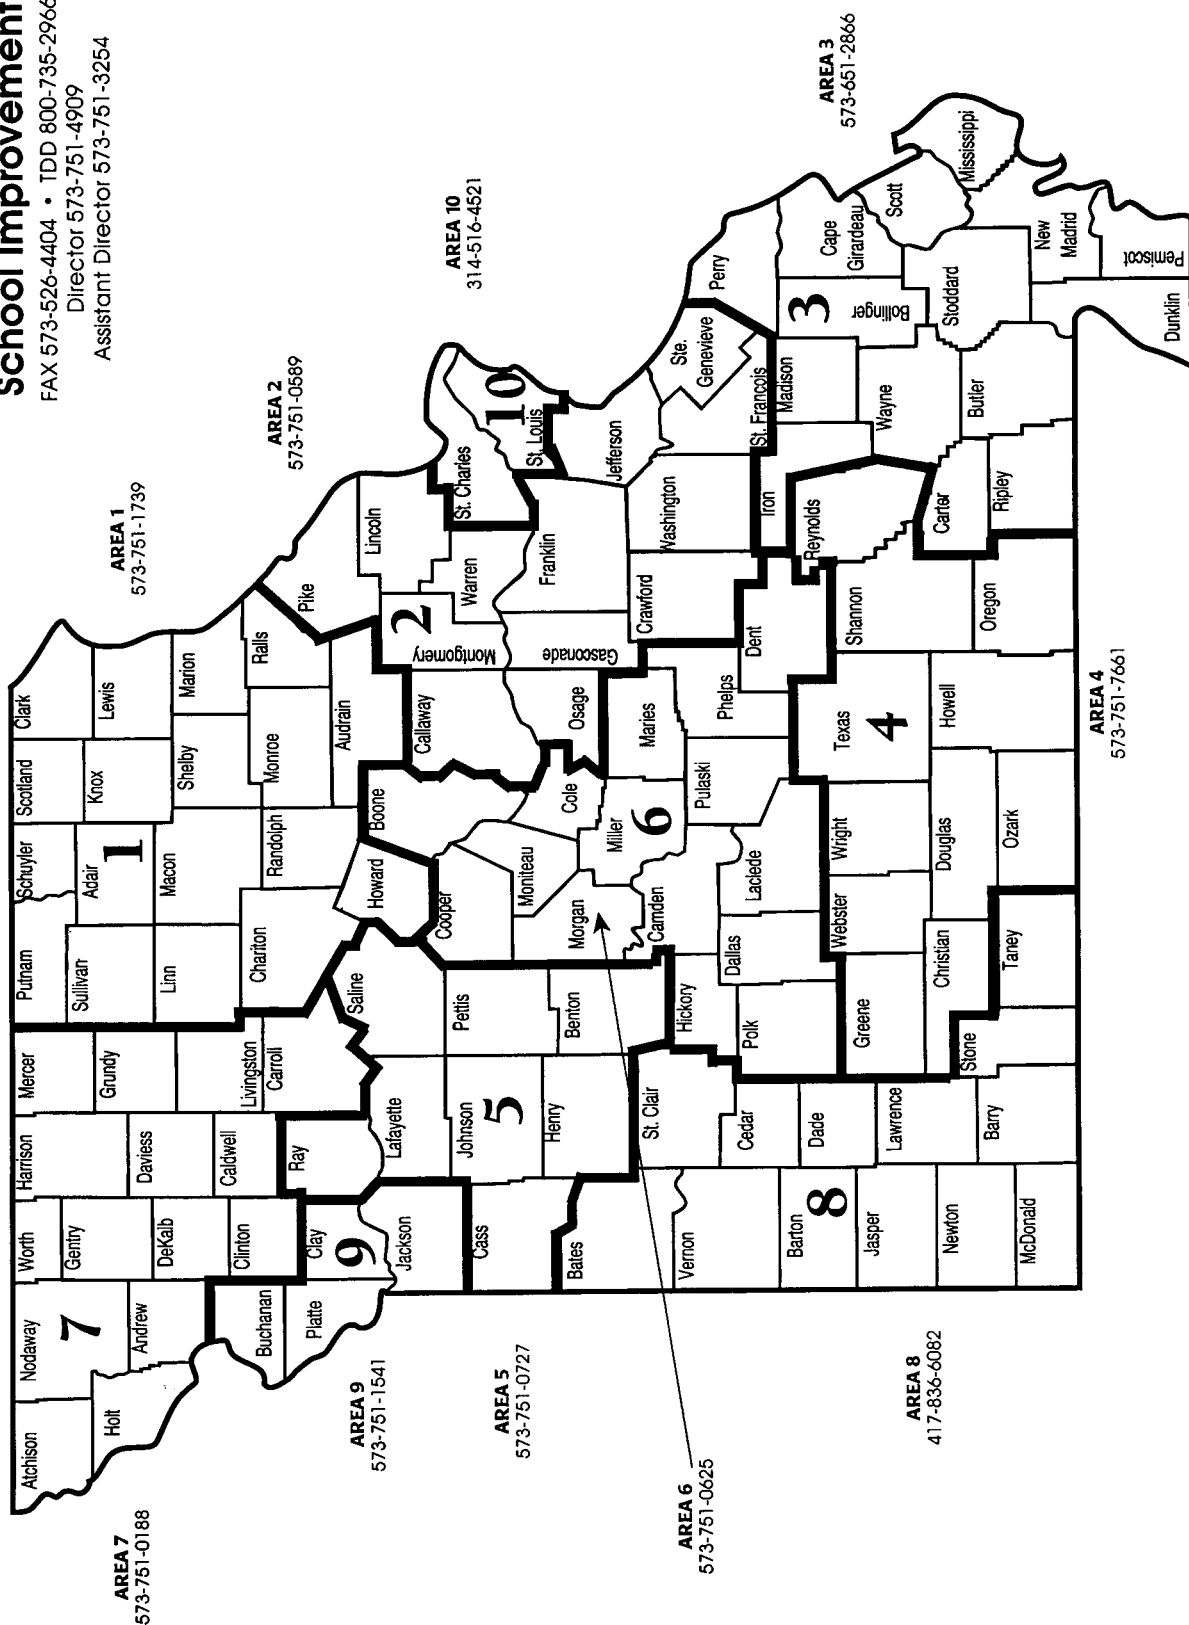 School Improvement
FAX 573-526-4404 • TDD 800-735-2966
Director 573-751-4909
Assistant Director 573-751-3254
AREA 7
573-751-0188
AREA 1
573-751-1739
AREA 2
573-751-0589
AREA 10
314-516-4521
AREA 3
573-651-2866
AREA 9
573-751-1541
AREA 5
573-751-0727
AREA 6
573-751-0625
AREA 8
417-836-6082
AREA 4
573-751-7661
Atchison
Nodaway
Worth
Harrison
Mercer
Putnam
Schuyler
Scotland
Clark
Holt
7
Andrew
Gentry
DeKalb
Daviess
Grundy
Sullivan
Adair
1
Knox
Lewis
Clinton
Caldwell
Livingston
Linn
Macon
Shelby
Marion
Buchanan
Platte
Clay
9
Ray
Carroll
Chariton
Randolph
Monroe
Ralls
Pike
Jackson
Lafayette
Saline
Howard
Boone
Audrain
Callaway
2
Montgomery
Lincoln
Warren
St. Charles
10
St. Louis
Cass
Johnson
5
Henry
Pettis
Benton
Cooper
Moniteau
Morgan
Cole
Miller
6
Osage
Gasconade
Franklin
Jefferson
Bates
St. Clair
Hickory
Camden
Maries
Pulaski
Phelps
Crawford
Washington
Ste.
Genevieve
St. Francois
Perry
Vernon
Cedar
Polk
Dallas
Laclede
Dent
Iron
Madison
3
Bollinger
Cape
Girardeau
Barton
8
Dade
Greene
Webster
Wright
Texas
4
Shannon
Reynolds
Wayne
Scott
Mississippi
Jasper
Lawrence
Christian
Douglas
Howell
Oregon
Carter
Ripley
Butler
Stoddard
New
Madrid
Newton
McDonald
Barry
Stone
Taney
Ozark
Dunklin
Pemiscot